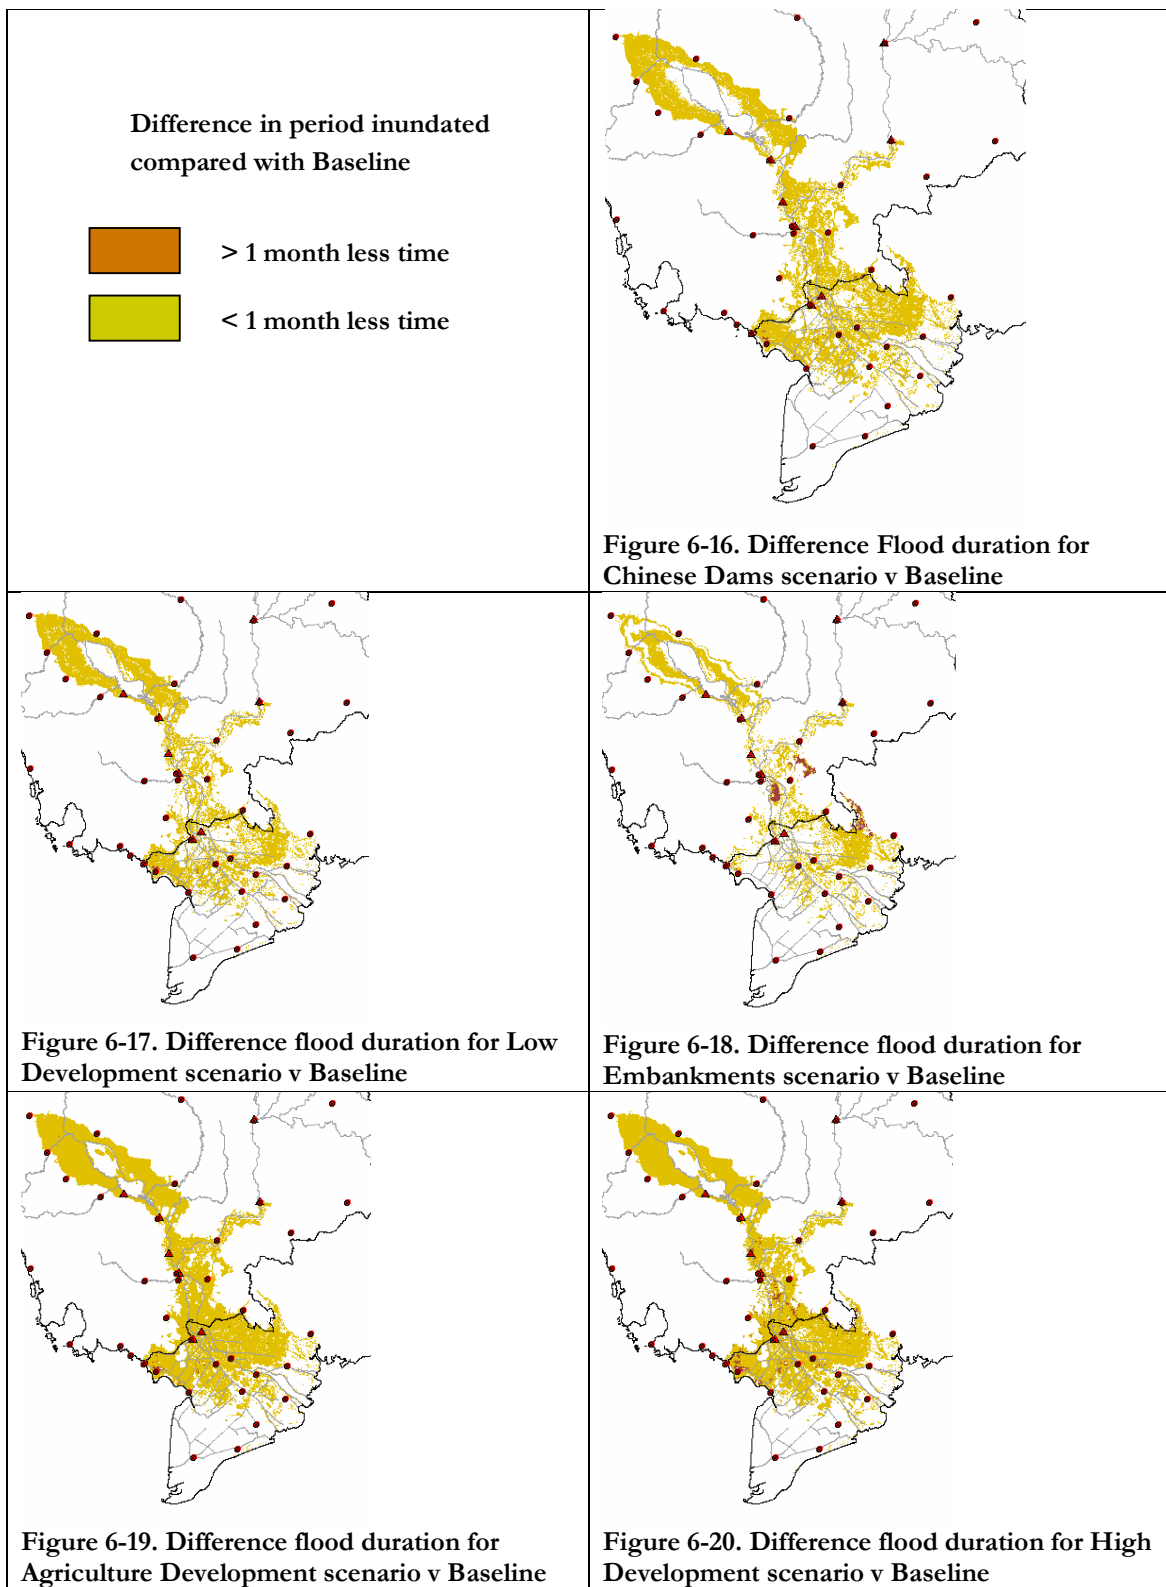 Difference in period inundated
compared with Baseline
> 1 month less time
< 1 month less time
Figure 6-16. Difference Flood duration for
Chinese Dams scenario v Baseline
Figure 6-17. Difference flood duration for Low
Development scenario v Baseline
Figure 6-18. Difference flood duration for
Embankments scenario v Baseline
Figure 6-19. Difference flood duration for
Agriculture Development scenario v Baseline
Figure 6-20. Difference flood duration for High
Development scenario v Baseline